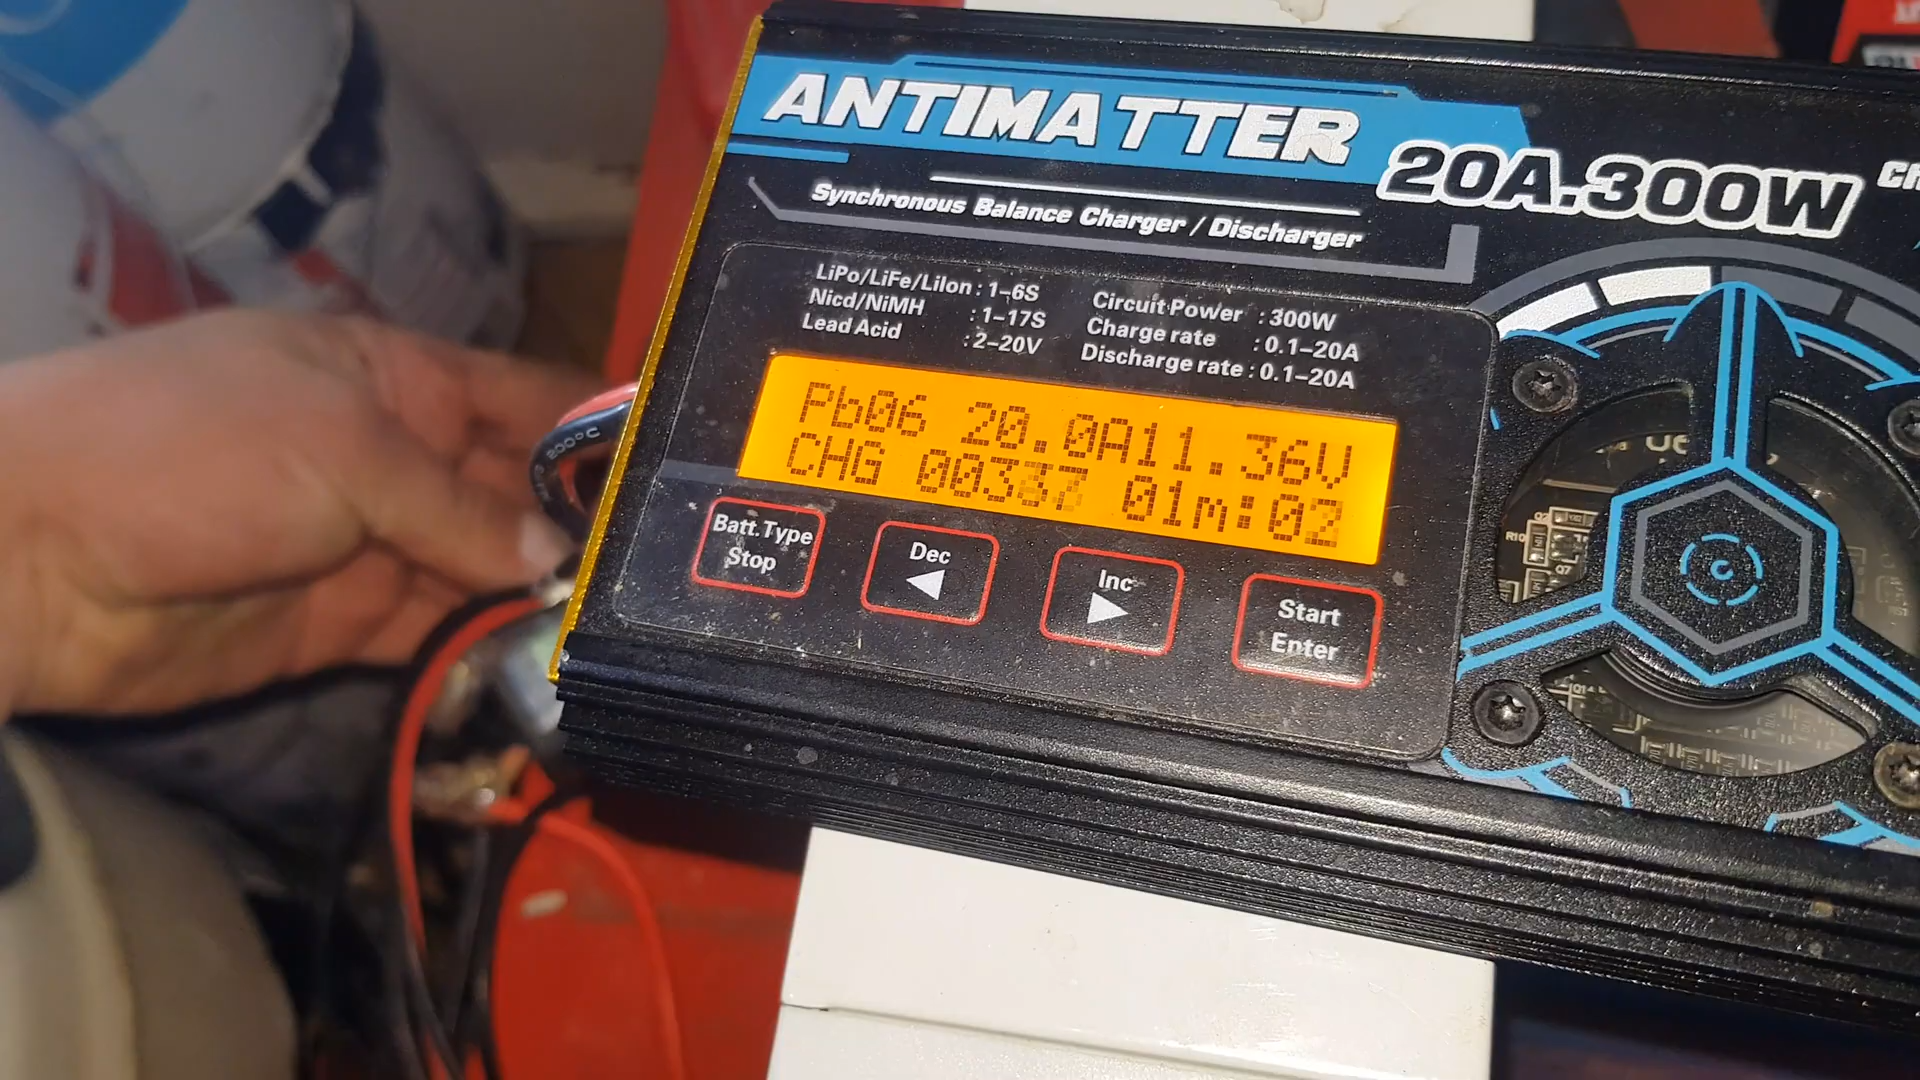 ANTIMATTER
20A.300W
Synchronous Balance Charger / Discharger
LiPo/LiFe/LiIon : 1-6S
Nicd/NiMH : 1-17S
Lead Acid : 2-20V
Circuit Power : 300W
Charge rate : 0.1-20A
Discharge rate : 0.1-20A
Pb06 20.0A11.36V
CHG 00337 01m:02
Batt.Type
Stop
Dec
Inc
Start
Enter
200°C